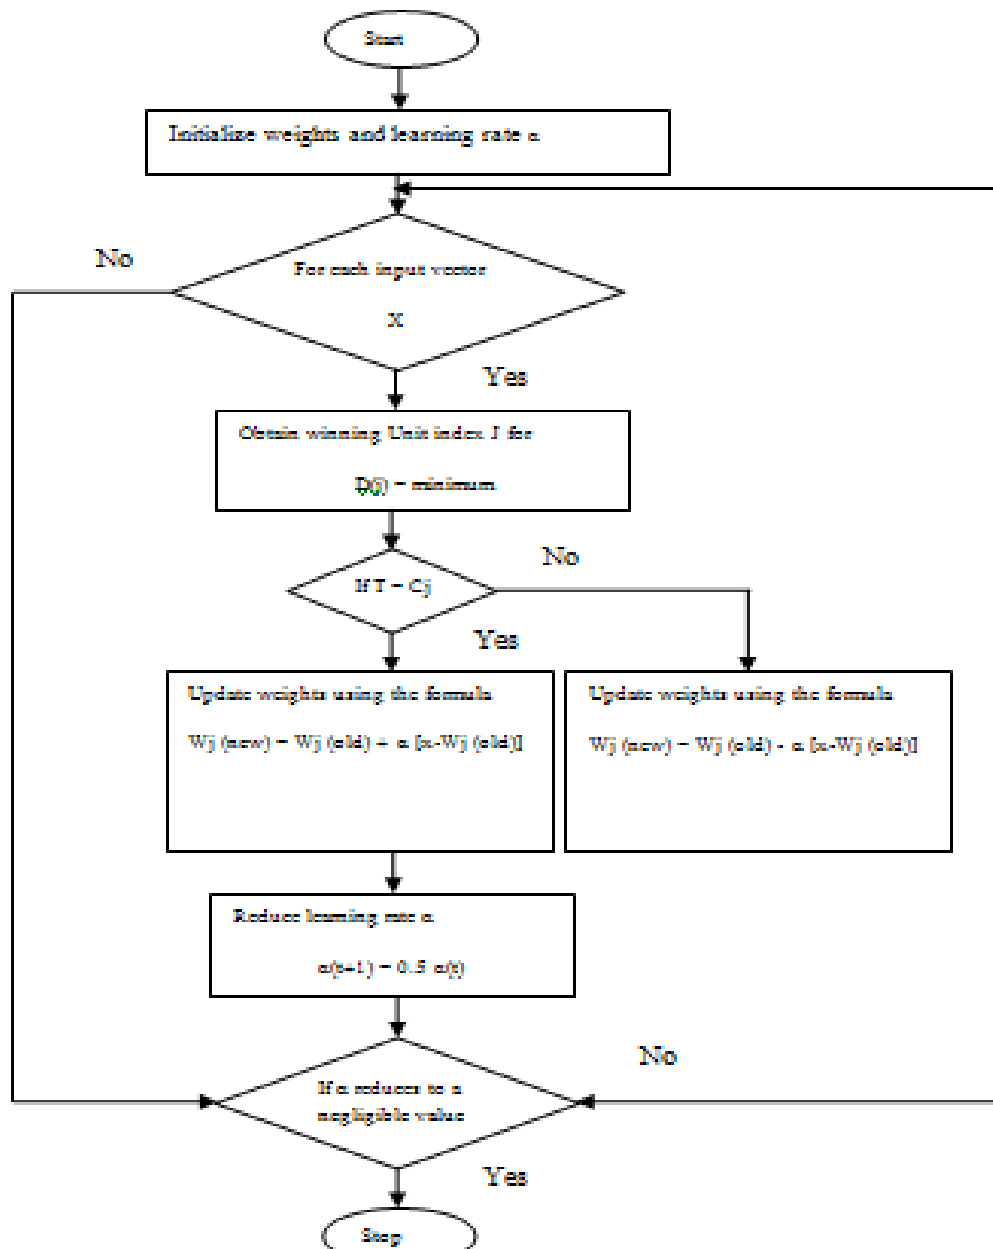 Start
Initialize weights and learning rate α
No
For each input vector
X
Yes
Obtain winning Unit index J for
D(j) = minimum
If T = Cj
No
Yes
Update weights using the formula
Wj (new) = Wj (old) + α [x-Wj (old)]
Update weights using the formula
Wj (new) = Wj (old) - α [x-Wj (old)]
Reduce learning rate α
α(t+1) = 0.5 α(t)
No
If α reduces to a
negligible value
Yes
Stop